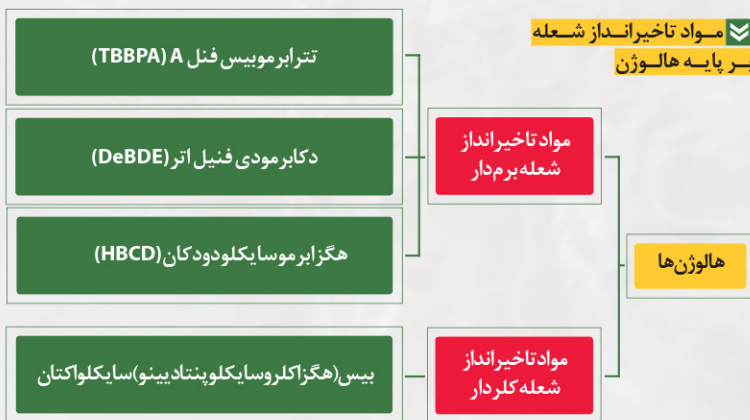 مواد تاخیرانداز شعله
بر پایه هالوژن
هالوژن‌ها
مواد تاخیرانداز
شعله برم‌دار
تترابرموبیس فنل A (TBBPA)
دکابرمودی فنیل اتر (DeBDE)
هگزابرموسایکلودودکان (HBCD)
مواد تاخیرانداز
شعله کلردار
بیس(هگزاکلروسایکلوپنتادیینو)سایکلواکتان